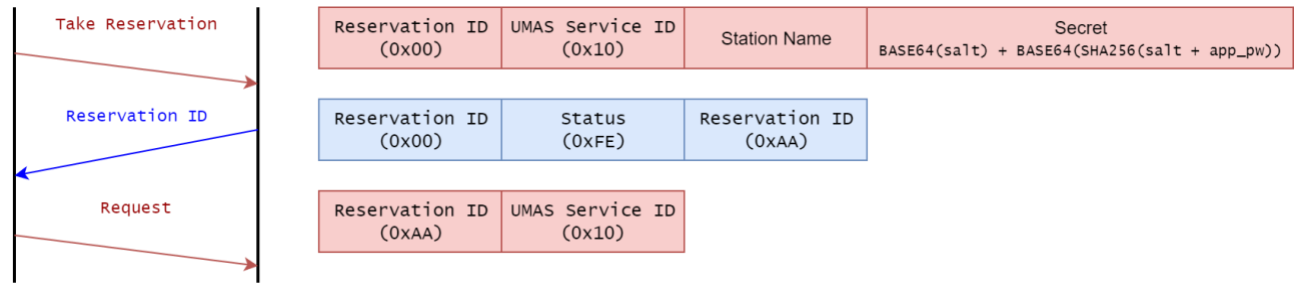 Take Reservation
Reservation ID
(0x00)
UMAS Service ID
(0x10)
Station Name
Secret
BASE64(salt) + BASE64(SHA256(salt + app_pw))
Reservation ID
Reservation ID
(0x00)
Status
(0xFE)
Reservation ID
(0xAA)
Request
Reservation ID
(0xAA)
UMAS Service ID
(0x10)